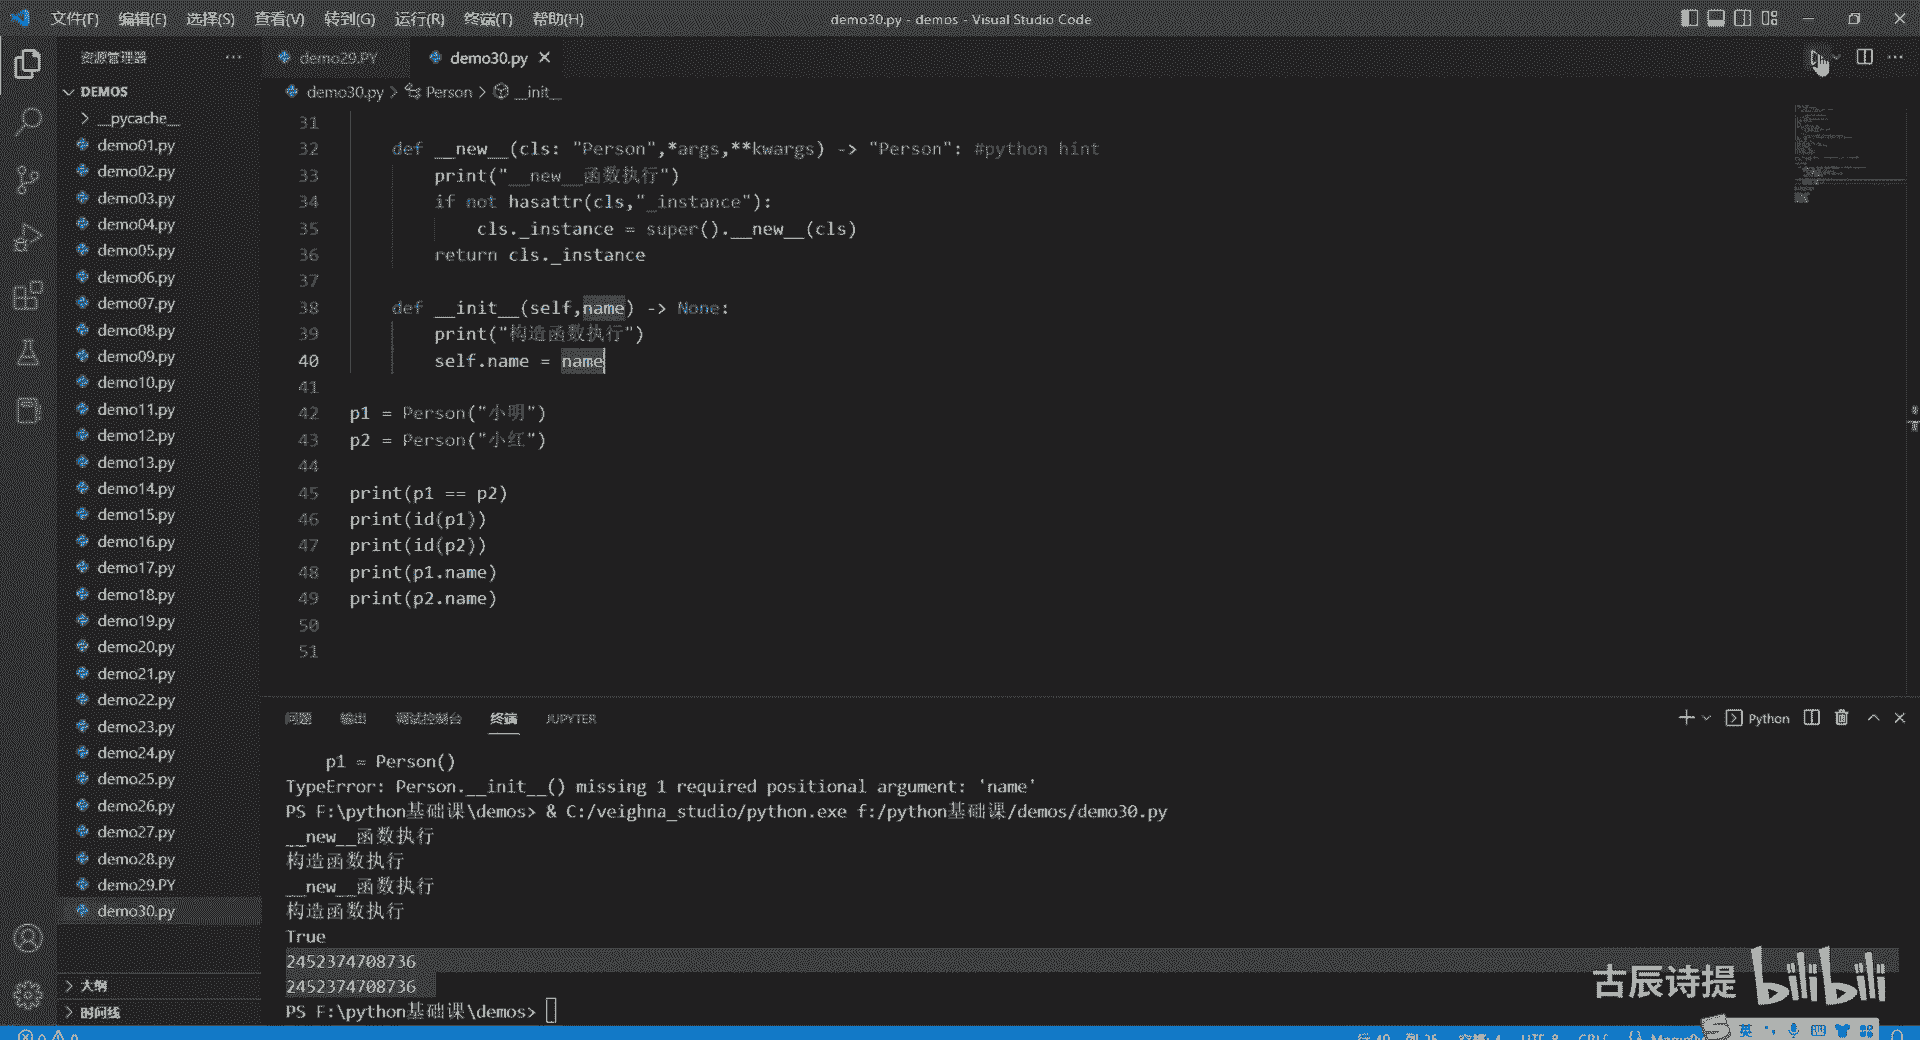 文件(F) 编辑(E) 选择(S) 查看(V) 转到(G) 运行(R) 终端(T) 帮助(H)
demo30.py - demos - Visual Studio Code
资源管理器
demo29.PY
demo30.py
DEMOS
demo30.py > Person > __init__
__pycache__
demo01.py
demo02.py
demo03.py
demo04.py
demo05.py
demo06.py
demo07.py
demo08.py
demo09.py
demo10.py
demo11.py
demo12.py
demo13.py
demo14.py
demo15.py
demo16.py
demo17.py
demo18.py
demo19.py
demo20.py
demo21.py
demo22.py
demo23.py
demo24.py
demo25.py
demo26.py
demo27.py
demo28.py
demo29.PY
demo30.py
大纲
时间线
31
32 def __new__(cls: "Person",*args,**kwargs) -> "Person": #python hint
33 print("__new__函数执行")
34 if not hasattr(cls,"_instance"):
35 cls._instance = super().__new__(cls)
36 return cls._instance
37
38 def __init__(self,name) -> None:
39 print("构造函数执行")
40 self.name = name
41
42 p1 = Person("小明")
43 p2 = Person("小红")
44
45 print(p1 == p2)
46 print(id(p1))
47 print(id(p2))
48 print(p1.name)
49 print(p2.name)
50
51
问题 输出 调试控制台 终端 JUPYTER
Python
p1 = Person()
TypeError: Person.__init__() missing 1 required positional argument: 'name'
PS F:\python基础课\demos> & C:/veighna_studio/python.exe f:/python基础课/demos/demo30.py
__new__函数执行
构造函数执行
__new__函数执行
构造函数执行
True
2452374708736
2452374708736
PS F:\python基础课\demos>
古辰诗提 bilibili
英